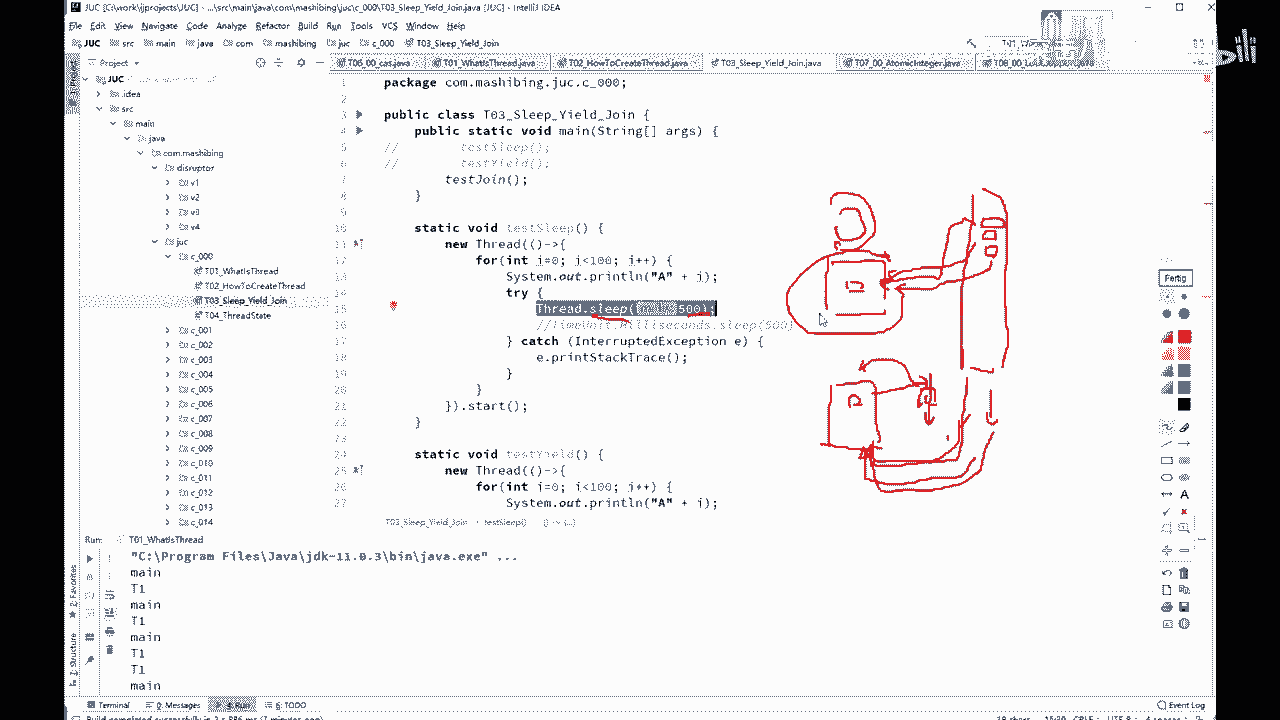 JUC [C:\work\ijprojects\JUC] - ...\src\main\java\com\mashibing\juc\c_000\T03_Sleep_Yield_Join.java [JUC] - IntelliJ IDEA
File Edit View Navigate Code Analyze Refactor Build Run Tools VCS Window Help
JUC src main java com mashibing juc c_000 T03_Sleep_Yield_Join
Project
T01_WhatIsThread.java T02_HowToCreateThread.java T03_Sleep_Yield_Join.java T07_00_AtomicInteger.java
JUC
.idea
src
main
java
com.mashibing
disruptor
v1
v2
v3
v4
juc
c_000
T01_WhatIsThread
T02_HowToCreateThread
T03_Sleep_Yield_Join
T04_ThreadState
c_001
c_002
c_003
c_004
c_005
c_006
c_007
c_008
c_009
c_010
c_011
c_012
c_013
c_014
1 package com.mashibing.juc.c_000;
2
3 public class T03_Sleep_Yield_Join {
4 public static void main(String[] args) {
5 // testSleep();
6 // testYield();
7 testJoin();
8 }
9
10 static void testSleep() {
11 new Thread(()->{
12 for(int i=0; i<100; i++) {
13 System.out.println("A" + i);
14 try {
15 Thread.sleep( 500);
16 //TimeUnit.Milliseconds.sleep(500)
17 } catch (InterruptedException e) {
18 e.printStackTrace();
19 }
20 }
21 }).start();
22 }
23
24 static void testYield() {
25 new Thread(()->{
26 for(int i=0; i<100; i++) {
27 System.out.println("A" + i);
T03_Sleep_Yield_Join testSleep()
Fertig
Run: T01_WhatIsThread
"C:\Program Files\Java\jdk-11.0.3\bin\java.exe" ...
main
T1
main
T1
main
T1
T1
main
Terminal 0: Messages 4: Run 6: TODO
Event Log
2: Favorites
Z: Structure